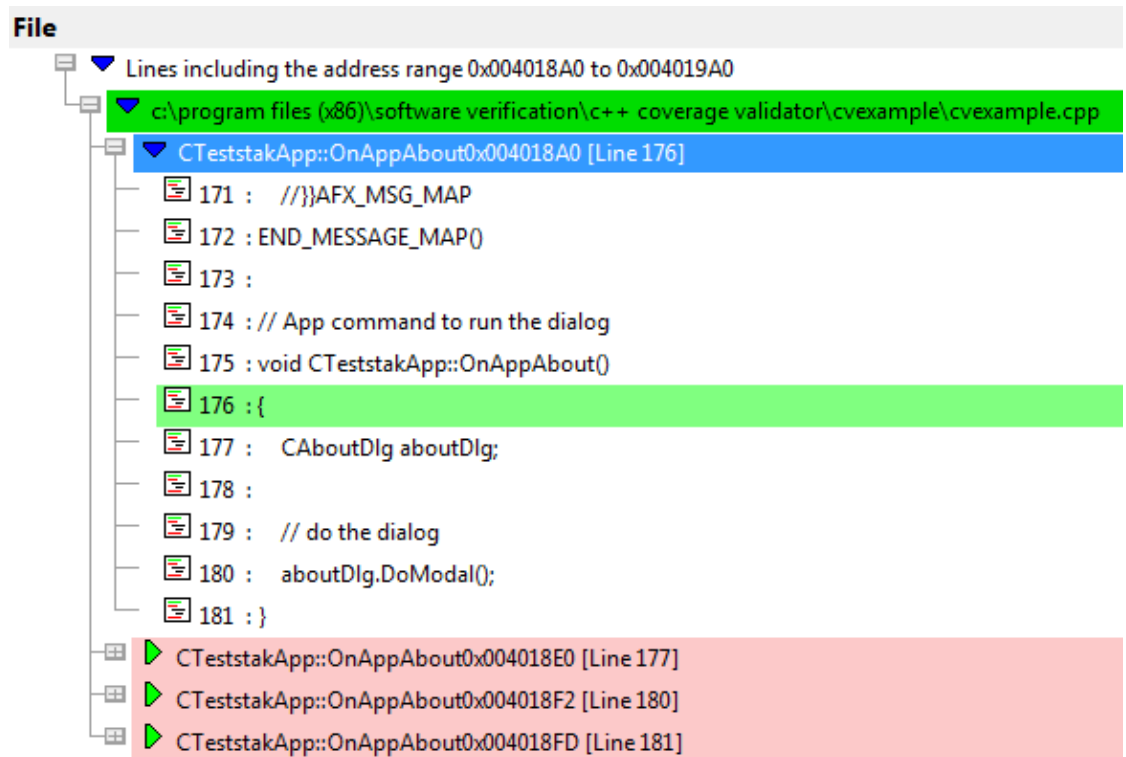 File
Lines including the address range 0x004018A0 to 0x004019A0
c:\program files (x86)\software verification\c++ coverage validator\cvexample\cvexample.cpp
CTeststakApp::OnAppAbout0x004018A0 [Line 176]
171 : //}}AFX_MSG_MAP
172 : END_MESSAGE_MAP()
173 :
174 : // App command to run the dialog
175 : void CTeststakApp::OnAppAbout()
176 : {
177 : CAboutDlg aboutDlg;
178 :
179 : // do the dialog
180 : aboutDlg.DoModal();
181 : }
CTeststakApp::OnAppAbout0x004018E0 [Line 177]
CTeststakApp::OnAppAbout0x004018F2 [Line 180]
CTeststakApp::OnAppAbout0x004018FD [Line 181]